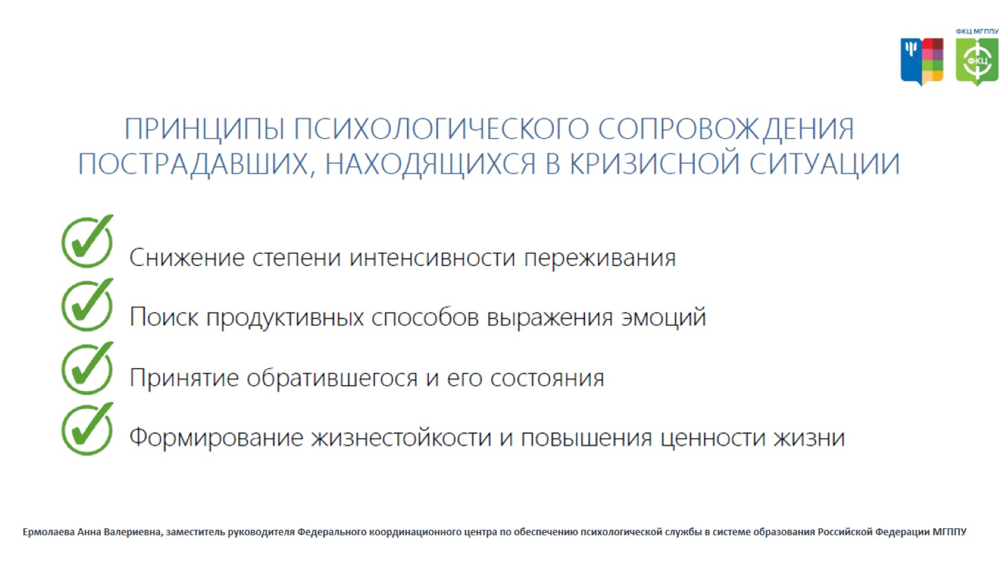 ФКЦ МГППУ
ФКЦ
ПРИНЦИПЫ ПСИХОЛОГИЧЕСКОГО СОПРОВОЖДЕНИЯ
ПОСТРАДАВШИХ, НАХОДЯЩИХСЯ В КРИЗИСНОЙ СИТУАЦИИ
Снижение степени интенсивности переживания
Поиск продуктивных способов выражения эмоций
Принятие обратившегося и его состояния
Формирование жизнестойкости и повышения ценности жизни
Ермолаева Анна Валериевна, заместитель руководителя Федерального координационного центра по обеспечению психологической службы в системе образования Российской Федерации МГППУ